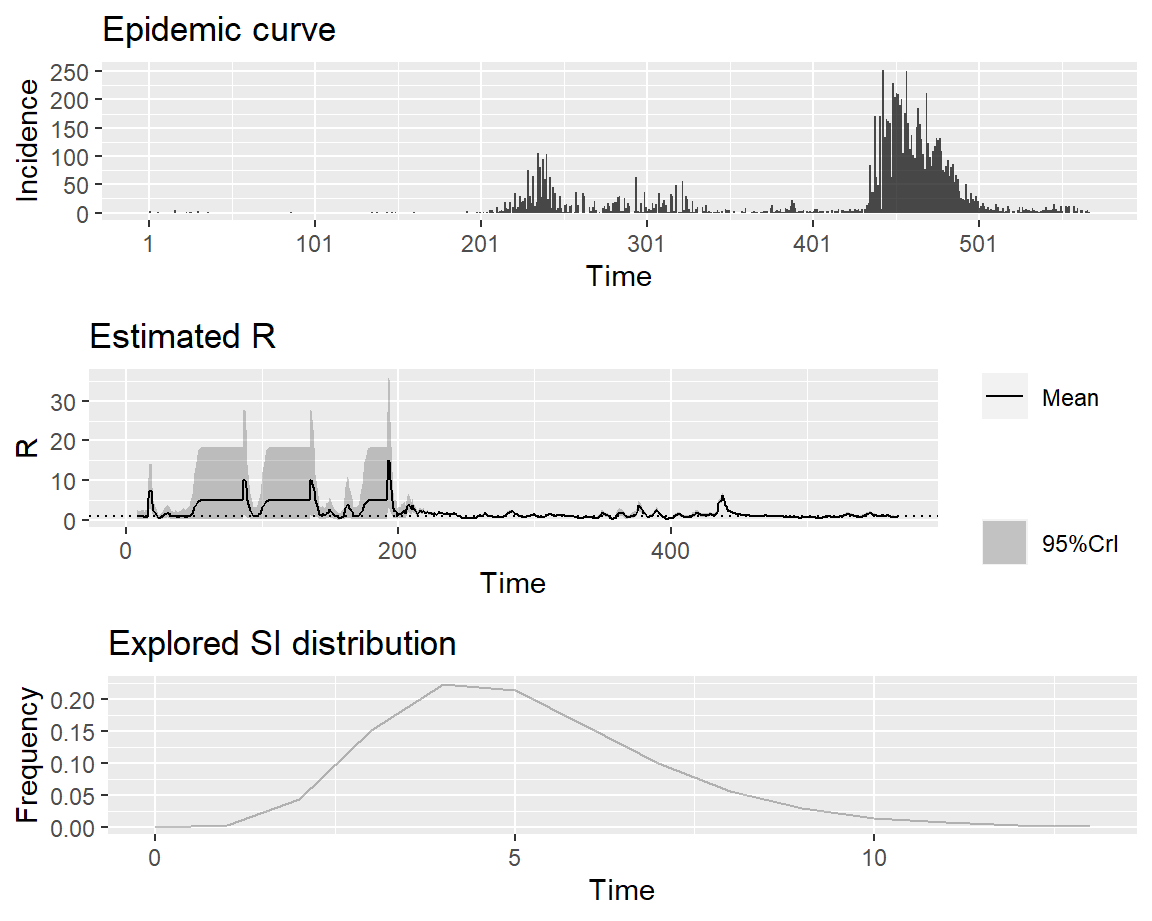 Epidemic curve
250
200
150
100
50
0
Incidence
1 101 201 301 401 501
Time
Estimated R
30
20
10
0
R
0 200 400
Time
Mean
95%CrI
Explored SI distribution
0.20
0.15
0.10
0.05
0.00
Frequency
0 5 10
Time